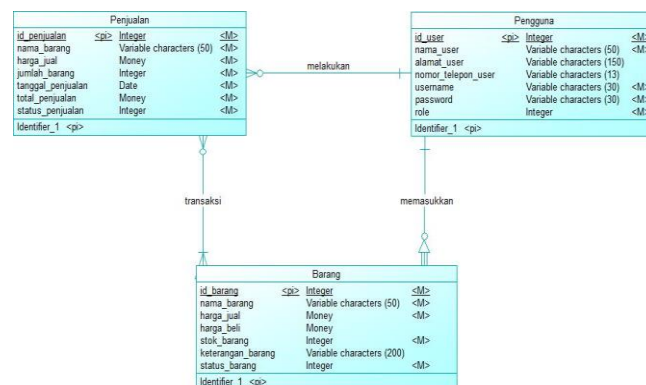 Penjualan
id_penjualan <pi> Integer <M>
nama_barang Variable characters (50) <M>
harga_jual Money <M>
jumlah_barang Integer <M>
tanggal_penjualan Date <M>
total_penjualan Money <M>
status_penjualan Integer <M>
Identifier_1 <pi>
melakukan
Pengguna
id_user <pi> Integer <M>
nama_user Variable characters (50) <M>
alamat_user Variable characters (150)
nomor_telepon_user Variable characters (13)
username Variable characters (30) <M>
password Variable characters (30) <M>
role Integer <M>
Identifier_1 <pi>
transaksi
memasukkan
Barang
id_barang <pi> Integer <M>
nama_barang Variable characters (50) <M>
harga_jual Money <M>
harga_beli Money
stok_barang Integer <M>
keterangan_barang Variable characters (200)
status_barang Integer <M>
Identifier_1 <pi>